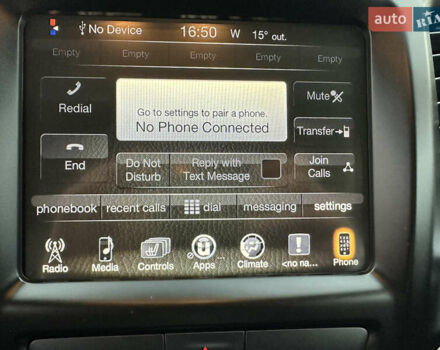 No Device 16:50 W 15° out.
auto RIA
Empty Empty Empty Empty Empty
Redial
Go to settings to pair a phone.
No Phone Connected
Mute
Transfer
End
Do Not Disturb
Reply with Text Message
Join Calls
phonebook recent calls dial messaging settings
Radio Media Controls Apps Climate <no na... Phone